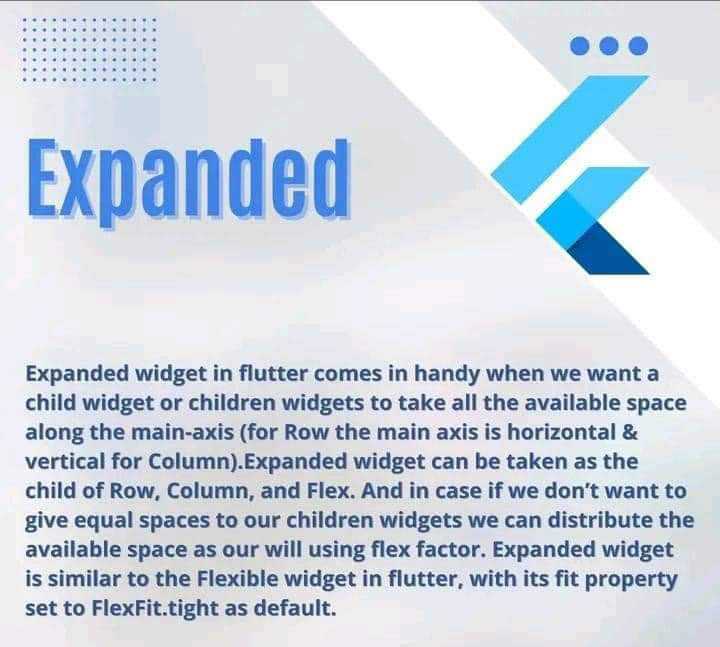 Expanded
Expanded widget in flutter comes in handy when we want a
child widget or children widgets to take all the available space
along the main-axis (for Row the main axis is horizontal &
vertical for Column).Expanded widget can be taken as the
child of Row, Column, and Flex. And in case if we don’t want to
give equal spaces to our children widgets we can distribute the
available space as our will using flex factor. Expanded widget
is similar to the Flexible widget in flutter, with its fit property
set to FlexFit.tight as default.